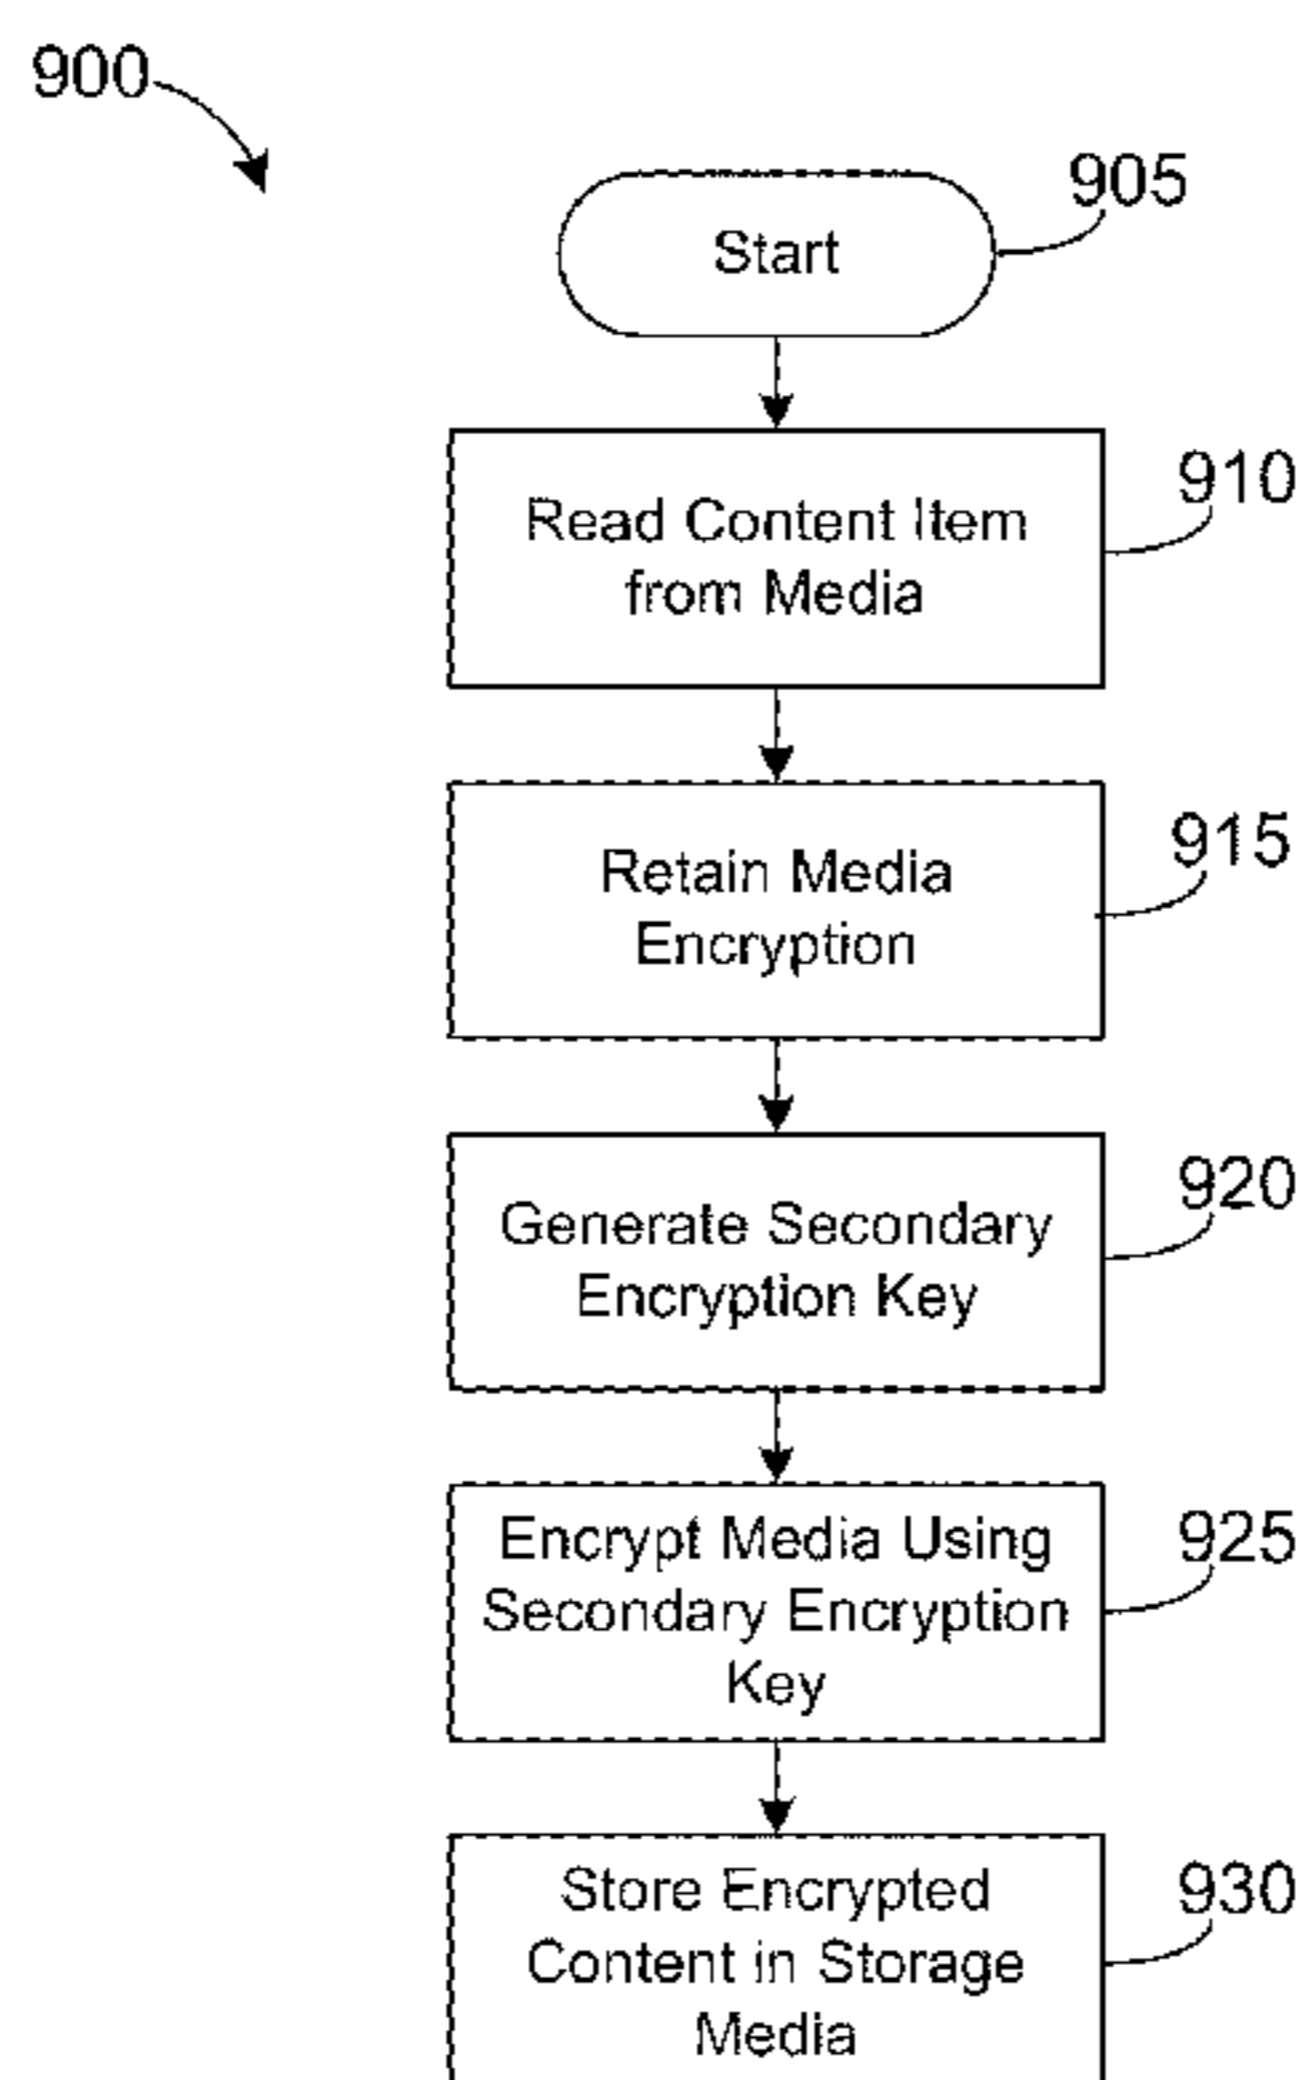 900
905
Start
910
Read Content Item
from Media
915
Retain Media
Encryption
920
Generate Secondary
Encryption Key
925
Encrypt Media Using
Secondary Encryption
Key
930
Store Encrypted
Content in Storage
Media